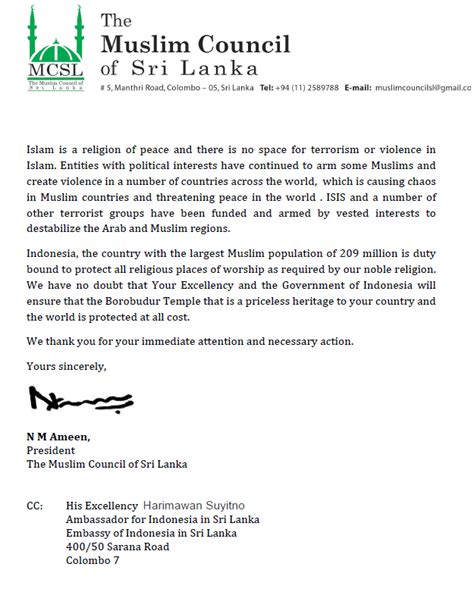 The
Muslim Council
of Sri Lanka
MCSL
The Muslim Council of
Sri Lanka
# 5, Manthri Road, Colombo – 05, Sri Lanka Tel: +94 (11) 2589788 E-mail: muslimcouncilsl@gmail.co
Islam is a religion of peace and there is no space for terrorism or violence in
Islam. Entities with political interests have continued to arm some Muslims and
create violence in a number of countries across the world, which is causing chaos
in Muslim countries and threatening peace in the world . ISIS and a number of
other terrorist groups have been funded and armed by vested interests to
destabilize the Arab and Muslim regions.
Indonesia, the country with the largest Muslim population of 209 million is duty
bound to protect all religious places of worship as required by our noble religion.
We have no doubt that Your Excellency and the Government of Indonesia will
ensure that the Borobudur Temple that is a priceless heritage to your country and
the world is protected at all cost.
We thank you for your immediate attention and necessary action.
Yours sincerely,
N M Ameen,
President
The Muslim Council of Sri Lanka
CC: His Excellency Harimawan Suyitno
Ambassador for Indonesia in Sri Lanka
Embassy of Indonesia in Sri Lanka
400/50 Sarana Road
Colombo 7